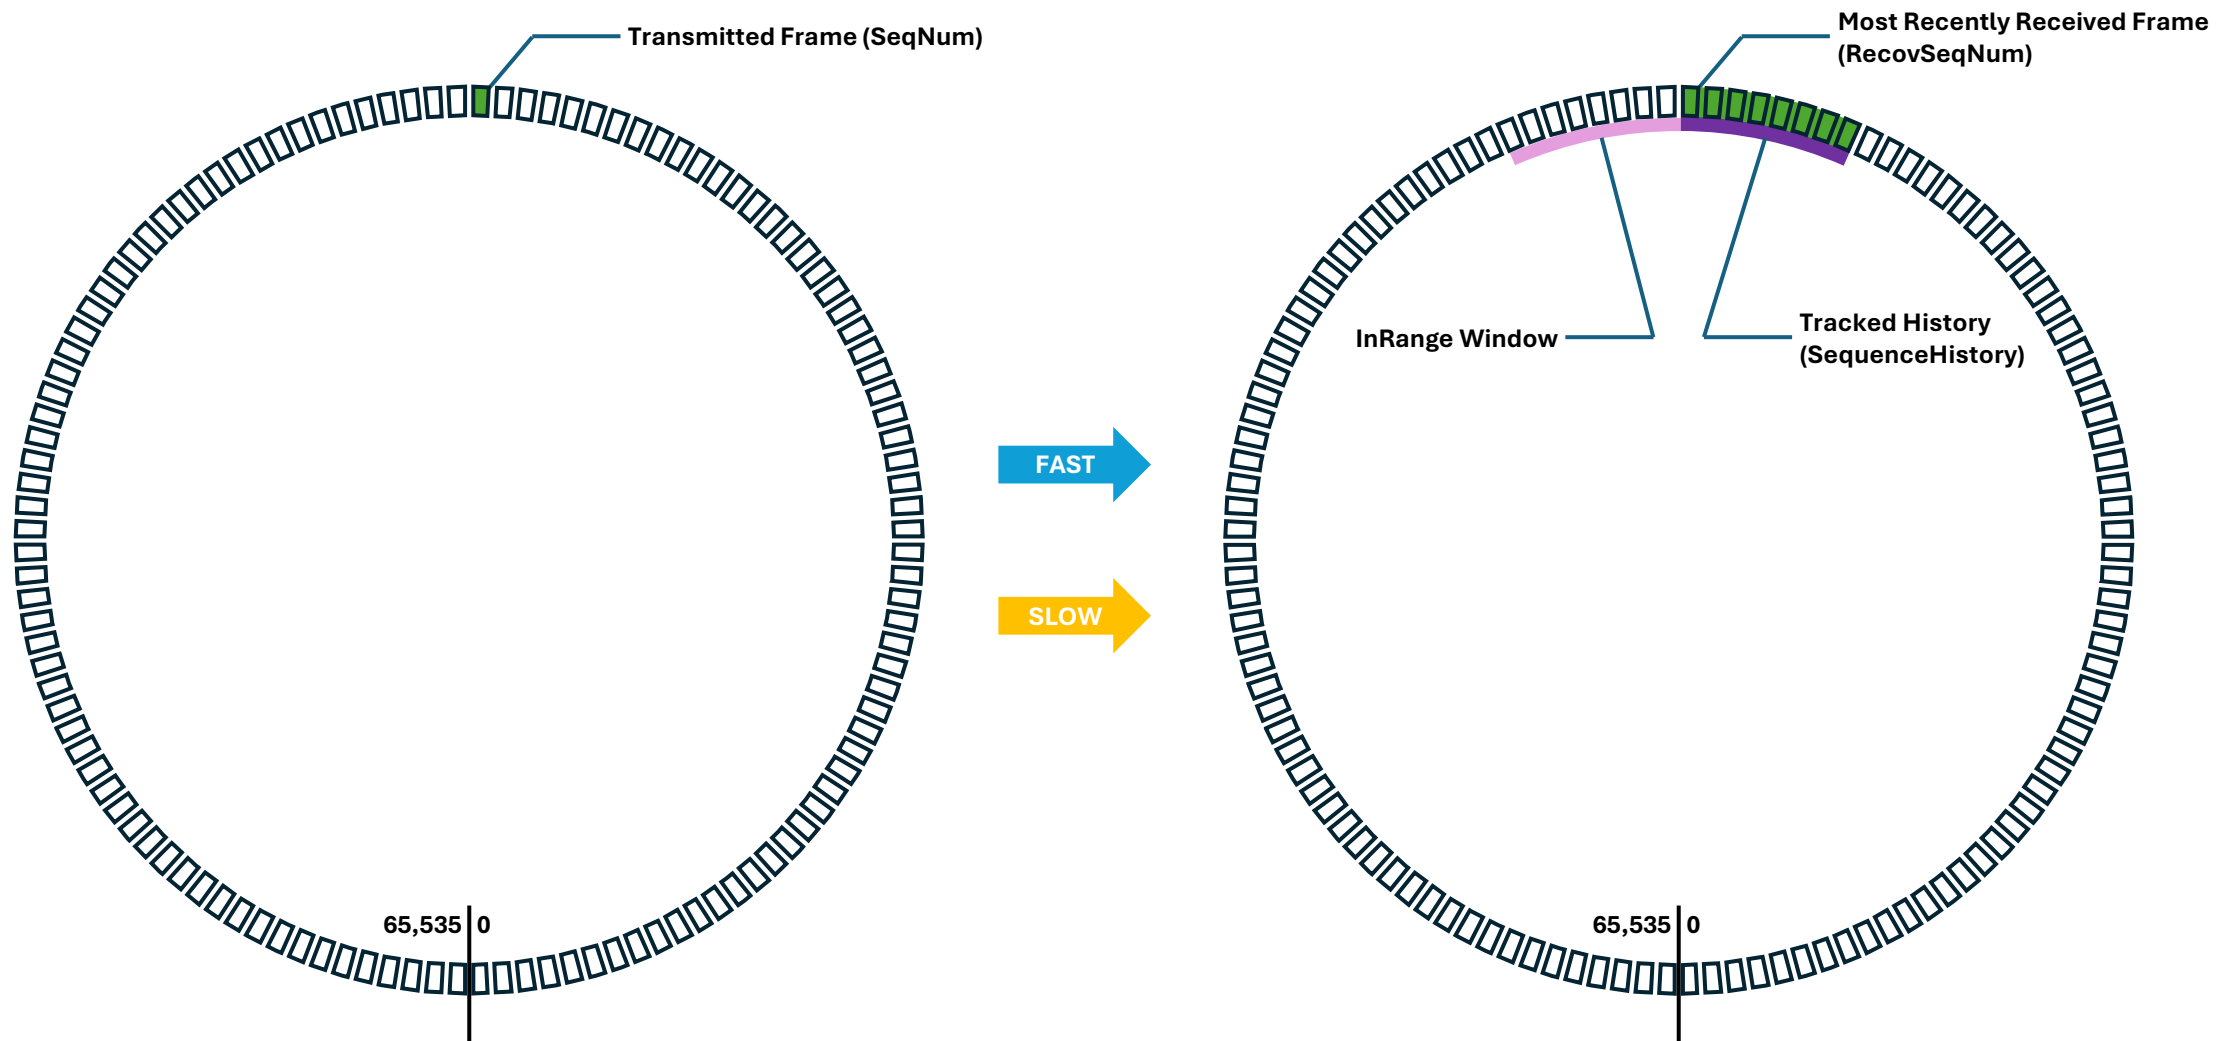 Transmitted Frame (SeqNum)
Most Recently Received Frame
(RecovSeqNum)
InRange Window
Tracked History
(SequenceHistory)
FAST
SLOW
65,535 0
65,535 0